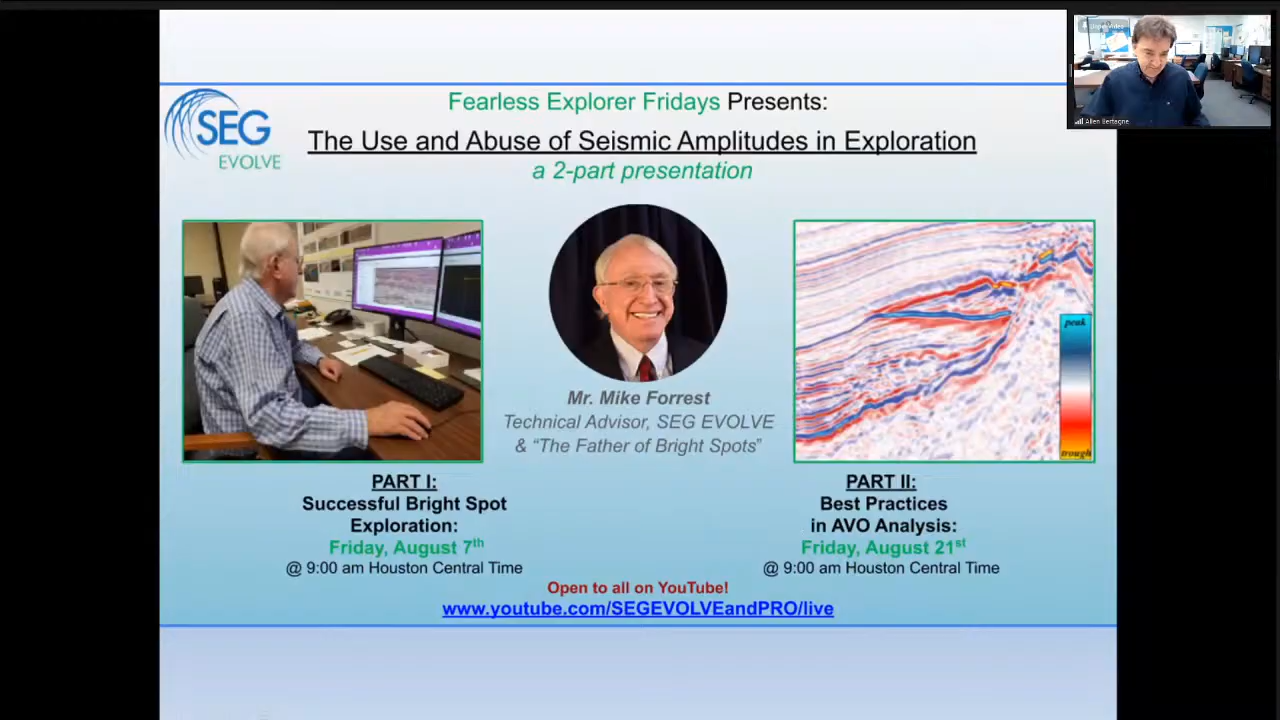 Fearless Explorer Fridays Presents:
SEG
EVOLVE
The Use and Abuse of Seismic Amplitudes in Exploration
a 2-part presentation
Allen Bertagne
peak
trough
Mr. Mike Forrest
Technical Advisor, SEG EVOLVE
& “The Father of Bright Spots”
PART I:
Successful Bright Spot
Exploration:
Friday, August 7th
@ 9:00 am Houston Central Time
PART II:
Best Practices
in AVO Analysis:
Friday, August 21st
@ 9:00 am Houston Central Time
Open to all on YouTube!
www.youtube.com/SEGEVOLVEandPRO/live